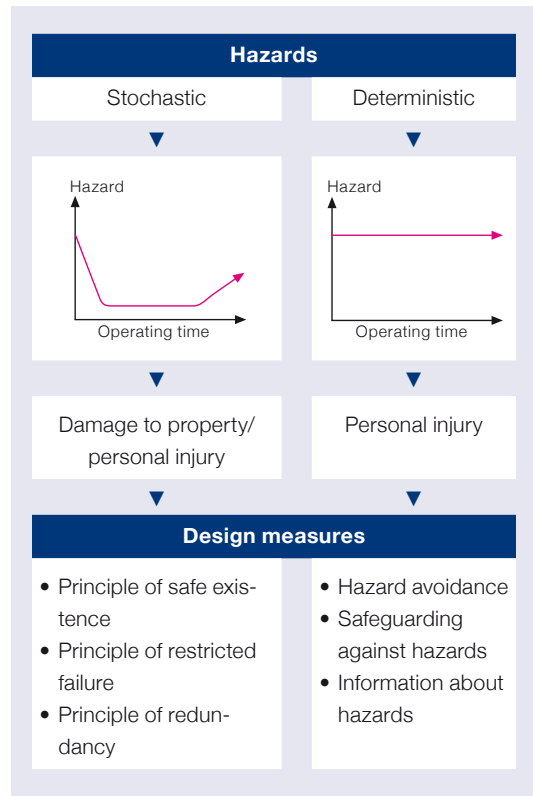 Hazards
Stochastic
Deterministic
Hazard
Operating time
Hazard
Operating time
Damage to property/
personal injury
Personal injury
Design measures
• Principle of safe exis-
tence
• Principle of restricted
failure
• Principle of redun-
dancy
• Hazard avoidance
• Safeguarding
against hazards
• Information about
hazards